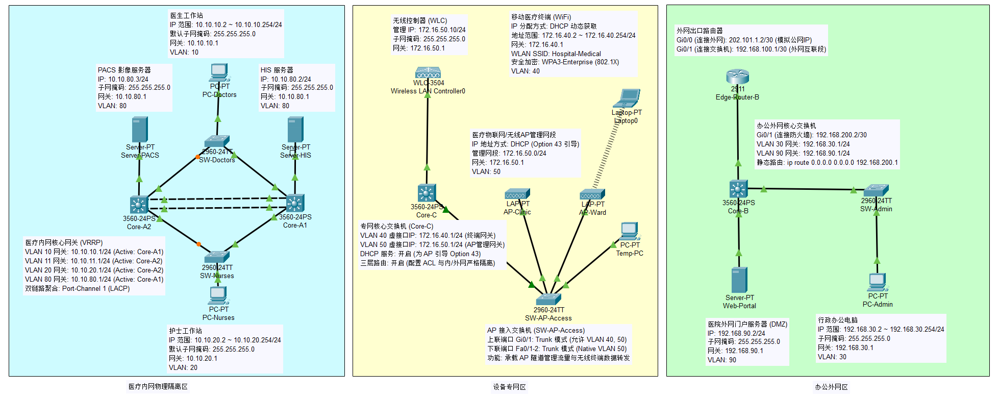 医生工作站
IP 范围: 10.10.10.2 ~ 10.10.10.254/24
默认子网掩码: 255.255.255.0
网关: 10.10.10.1
VLAN: 10
PACS 影像服务器
IP: 10.10.80.3/24
子网掩码: 255.255.255.0
网关: 10.10.80.1
VLAN: 80
HIS 服务器
IP: 10.10.80.2/24
子网掩码: 255.255.255.0
网关: 10.10.80.1
VLAN: 80
PC-PT
PC-Doctors
Server-PT
Server-PACS
2960-24TT
SW-Doctors
Server-PT
Server-HIS
3560-24PS
Core-A2
3560-24PS
Core-A1
医疗内网核心网关 (VRRP)
VLAN 10 网关: 10.10.10.1/24 (Active: Core-A1)
VLAN 11 网关: 10.10.11.1/24 (Active: Core-A2)
VLAN 20 网关: 10.10.20.1/24 (Active: Core-A2)
VLAN 80 网关: 10.10.80.1/24 (Active: Core-A1)
双链路聚合: Port-Channel 1 (LACP)
2960-24TT
SW-Nurses
PC-PT
PC-Nurses
护士工作站
IP 范围: 10.10.20.2 ~ 10.10.20.254/24
默认子网掩码: 255.255.255.0
网关: 10.10.20.1
VLAN: 20
医疗内网物理隔离区
无线控制器 (WLC)
管理 IP: 172.16.50.10/24
子网掩码: 255.255.255.0
网关: 172.16.50.1
移动医疗终端 (WiFi)
IP 分配方式: DHCP 动态获取
地址范围: 172.16.40.2 ~ 172.16.40.254/24
网关: 172.16.40.1
WLAN SSID: Hospital-Medical
安全加密: WPA3-Enterprise (802.1X)
VLAN: 40
WLC-3504
Wireless LAN Controller0
Laptop-PT
Laptop0
医疗物联网/无线AP管理网段
IP 地址方式: DHCP (Option 43 引导)
管理网段: 172.16.50.0/24
网关: 172.16.50.1
VLAN: 50
3560-24PS
Core-C
LAP-PT
AP-Clinic
LAP-PT
AP-Ward
专网核心交换机 (Core-C)
VLAN 40 虚接口IP: 172.16.40.1/24 (终端网关)
VLAN 50 虚接口IP: 172.16.50.1/24 (AP管理网关)
DHCP 服务: 开启 (为 AP 引导 Option 43)
三层路由: 开启 (配置 ACL 与内/外网严格隔离)
PC-PT
Temp-PC
2960-24TT
SW-AP-Access
AP 接入交换机 (SW-AP-Access)
上联端口 Gi0/1: Trunk 模式 (允许 VLAN 40, 50)
下联端口 Fa0/1-2: Trunk 模式 (Native VLAN 50)
功能: 承载 AP 隧道管理流量与无线终端数据转发
设备专网区
外网出口路由器
Gi0/0 (连接外网): 202.101.1.2/30 (模拟公网IP)
Gi0/1 (连接交换机): 192.168.100.1/30 (外网互联段)
2911
Edge-Router-B
办公外网核心交换机
Gi0/1 (连接防火墙): 192.168.200.2/30
VLAN 30 网关: 192.168.30.1/24
VLAN 90 网关: 192.168.90.1/24
静态路由: ip route 0.0.0.0 0.0.0.0 192.168.200.1
3560-24PS
Core-B
2960-24TT
SW-Admin
Server-PT
Web-Portal
PC-PT
PC-Admin
医院外网门户服务器 (DMZ)
IP: 192.168.90.2/24
子网掩码: 255.255.255.0
网关: 192.168.90.1
VLAN: 90
行政办公电脑
IP 范围: 192.168.30.2 ~ 192.168.30.254/24
子网掩码: 255.255.255.0
网关: 192.168.30.1
VLAN: 30
办公外网区